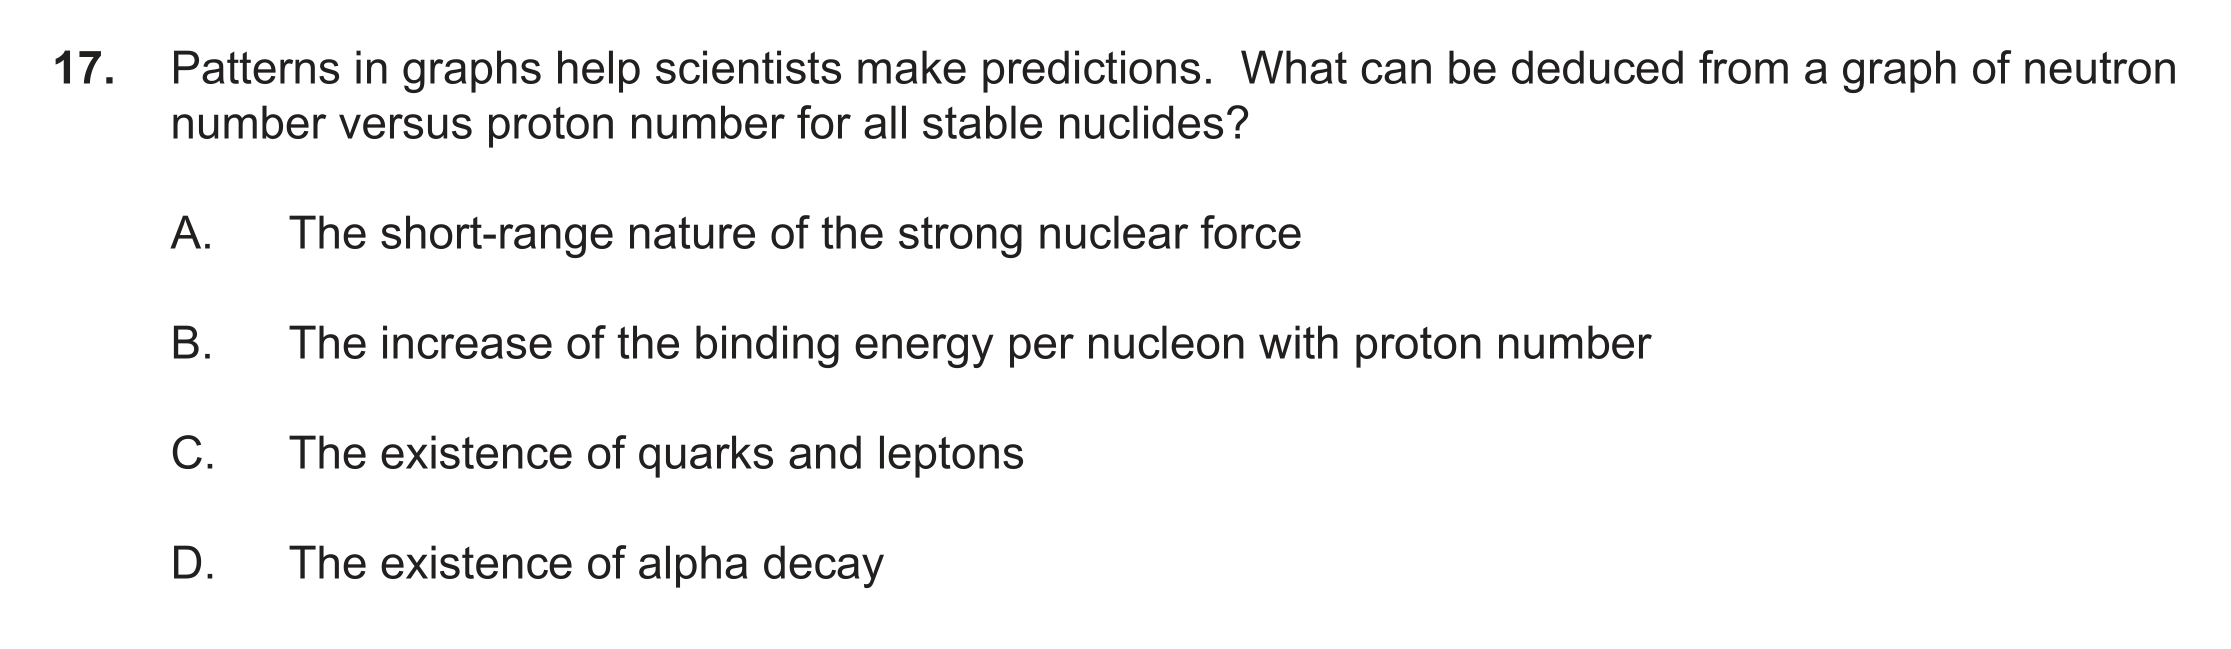 17. Patterns in graphs help scientists make predictions. What can be deduced from a graph of neutron
number versus proton number for all stable nuclides?
A. The short-range nature of the strong nuclear force
B. The increase of the binding energy per nucleon with proton number
C. The existence of quarks and leptons
D. The existence of alpha decay